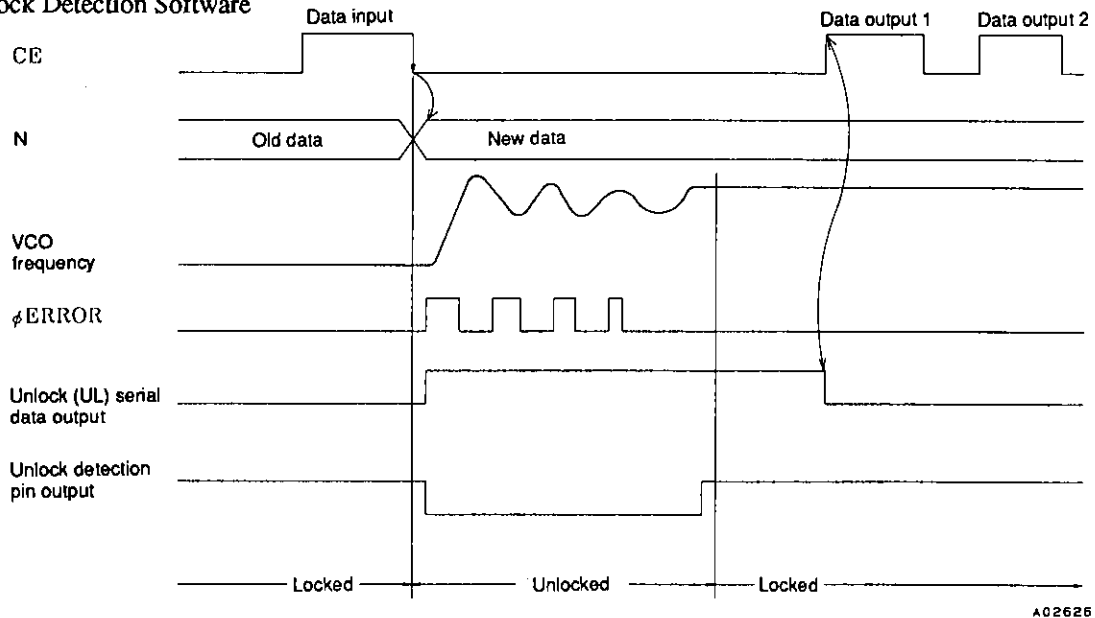 ock Detection Software
Data input
Data output 1
Data output 2
CE
N
Old data
New data
VCO
frequency
φERROR
Unlock (UL) serial
data output
Unlock detection
pin output
Locked
Unlocked
Locked
A02626